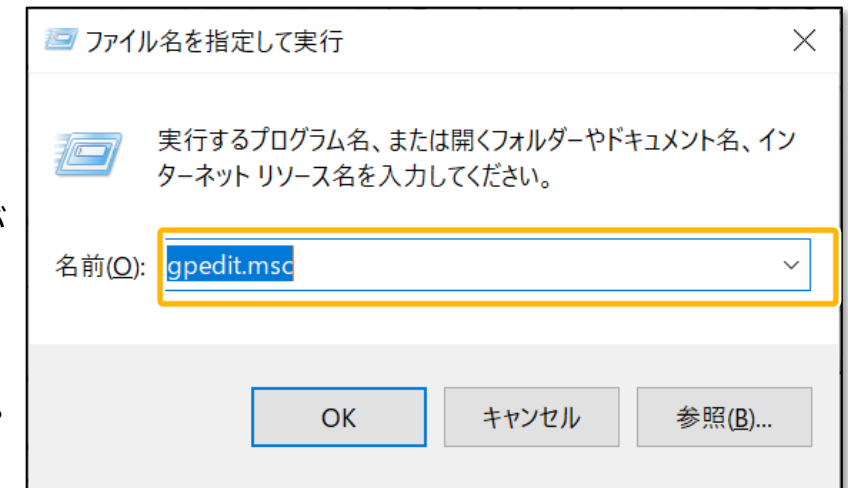 ファイル名を指定して実行
実行するプログラム名、または開くフォルダーやドキュメント名、イン
ターネット リソース名を入力してください。
が
名前(O): gpedit.msc
。
OK キャンセル 参照(B)...